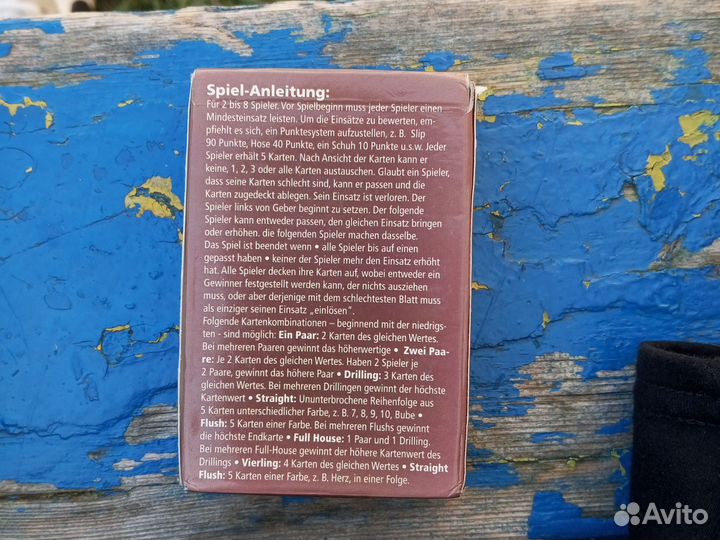 Spiel-Anleitung:
Für 2 bis 8 Spieler. Vor Spielbeginn muss jeder Spieler einen
Mindesteinsatz leisten. Um die Einsätze zu bewerten, em-
pfiehlt es sich, ein Punktesystem aufzustellen, z. B. Slip
90 Punkte, Hose 40 Punkte, ein Schuh 10 Punkte u.s.w. Jeder
Spieler erhält 5 Karten. Nach Ansicht der Karten kann er
keine, 1, 2, 3 oder alle Karten austauschen. Glaubt ein Spieler,
dass seine Karten schlecht sind, kann er passen und die
Karten zugedeckt ablegen. Sein Einsatz ist verloren. Der
Spieler links von Geber beginnt zu setzen. Der folgende
Spieler kann entweder passen, den gleichen Einsatz bringen
oder erhöhen. die folgenden Spieler machen dasselbe.
Das Spiel ist beendet wenn • alle Spieler bis auf einen
gepasst haben • keiner der Spieler mehr den Einsatz erhöht
hat. Alle Spieler decken ihre Karten auf, wobei entweder ein
Gewinner festgestellt werden kann, der nichts ausziehen
muss, oder aber derjenige mit dem schlechtesten Blatt muss
als einziger seinen Einsatz „einlösen".
Folgende Kartenkombinationen – beginnend mit der niedrigs-
ten - sind möglich: Ein Paar: 2 Karten des gleichen Wertes.
Bei mehreren Paaren gewinnt das höherwertige • Zwei Paa-
re: Je 2 Karten des gleichen Wertes. Haben 2 Spieler je
2 Paare, gewinnt das höhere Paar • Drilling: 3 Karten des
gleichen Wertes. Bei mehreren Drillingen gewinnt der höchste
Kartenwert • Straight: Ununterbrochene Reihenfolge aus
5 Karten unterschiedlicher Farbe, z. B. 7, 8, 9, 10, Bube •
Flush: 5 Karten einer Farbe. Bei mehreren Flushs gewinnt
die höchste Endkarte • Full House: 1 Paar und 1 Drilling.
Bei mehreren Full-House gewinnt der höhere Kartenwert des
Drillings • Vierling: 4 Karten des gleichen Wertes • Straight
Flush: 5 Karten einer Farbe, z. B. Herz, in einer Folge.
Avito